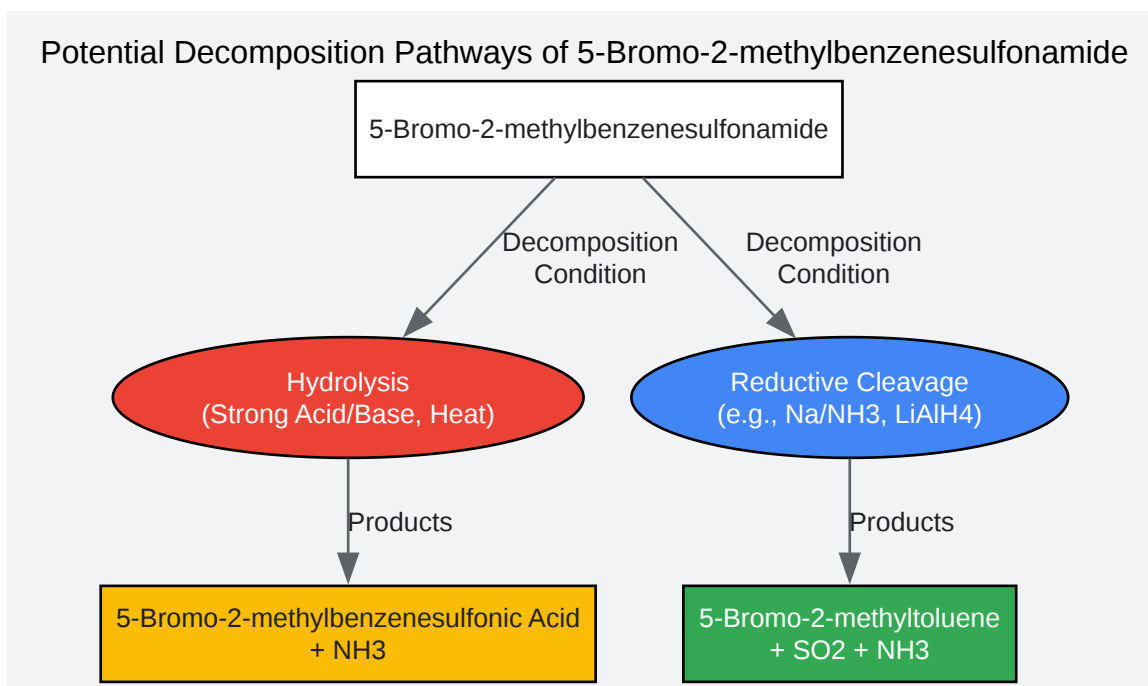 Potential Decomposition Pathways of 5-Bromo-2-methylbenzenesulfonamide
5-Bromo-2-methylbenzenesulfonamide
Decomposition
Condition
Decomposition
Condition
Hydrolysis
(Strong Acid/Base, Heat)
Reductive Cleavage
(e.g., Na/NH3, LiAlH4)
Products
Products
5-Bromo-2-methylbenzenesulfonic Acid
+ NH3
5-Bromo-2-methyltoluene
+ SO2 + NH3